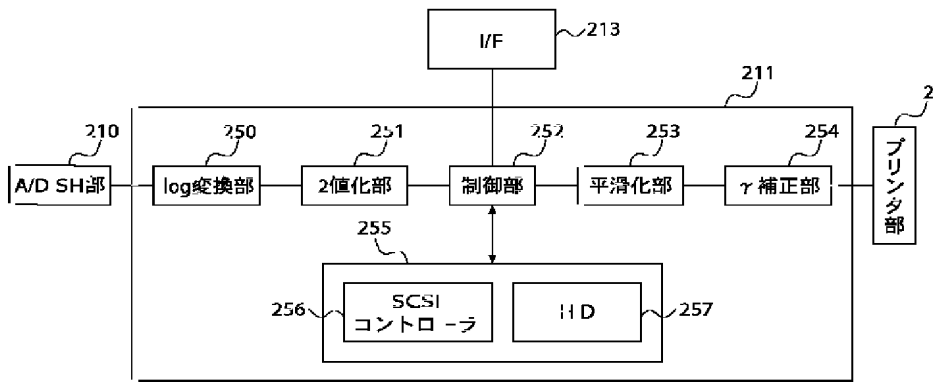 I/F
213
211
2
210
250
251
252
253
254
A/D SH部
log変換部
2値化部
制御部
平滑化部
γ補正部
プリンタ部
255
256
SCSI
コントローラ
HD
257